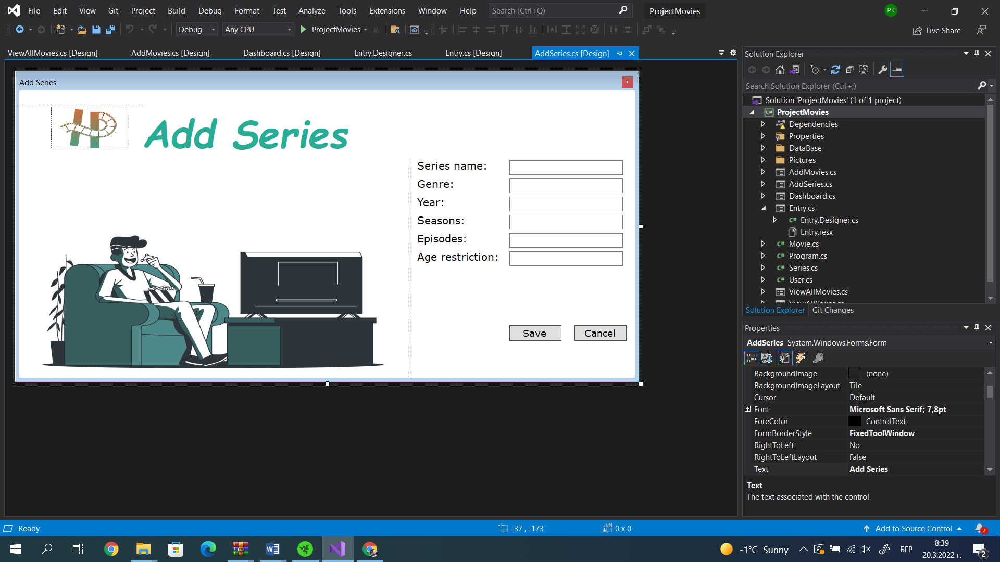 File Edit View Git Project Build Debug Format Test Analyze Tools Extensions Window Help Search (Ctrl+Q) ProjectMovies PK
Debug Any CPU ProjectMovies Live Share
ViewAllMovies.cs [Design] AddMovies.cs [Design] Dashboard.cs [Design] Entry.Designer.cs Entry.cs [Design] AddSeries.cs [Design]
Add Series
Add Series
Series name:
Genre:
Year:
Seasons:
Episodes:
Age restriction:
Save Cancel
Solution Explorer
Search Solution Explorer (Ctrl+;)
Solution 'ProjectMovies' (1 of 1 project)
C# ProjectMovies
Dependencies
Properties
DataBase
Pictures
AddMovies.cs
AddSeries.cs
Dashboard.cs
Entry.cs
C# Entry.Designer.cs
Entry.resx
C# Movie.cs
C# Program.cs
C# Series.cs
C# User.cs
ViewAllMovies.cs
ViewAllSeries.cs
Solution Explorer Git Changes
Properties
AddSeries System.Windows.Forms.Form
BackgroundImage (none)
BackgroundImageLayout Tile
Cursor Default
Font Microsoft Sans Serif; 7,8pt
ForeColor ControlText
FormBorderStyle FixedToolWindow
RightToLeft No
RightToLeftLayout False
Text Add Series
Text
The text associated with the control.
Ready -37 , -173 0 x 0 Add to Source Control 2
-1°C Sunny БГР 8:39
20.3.2022 г. 2